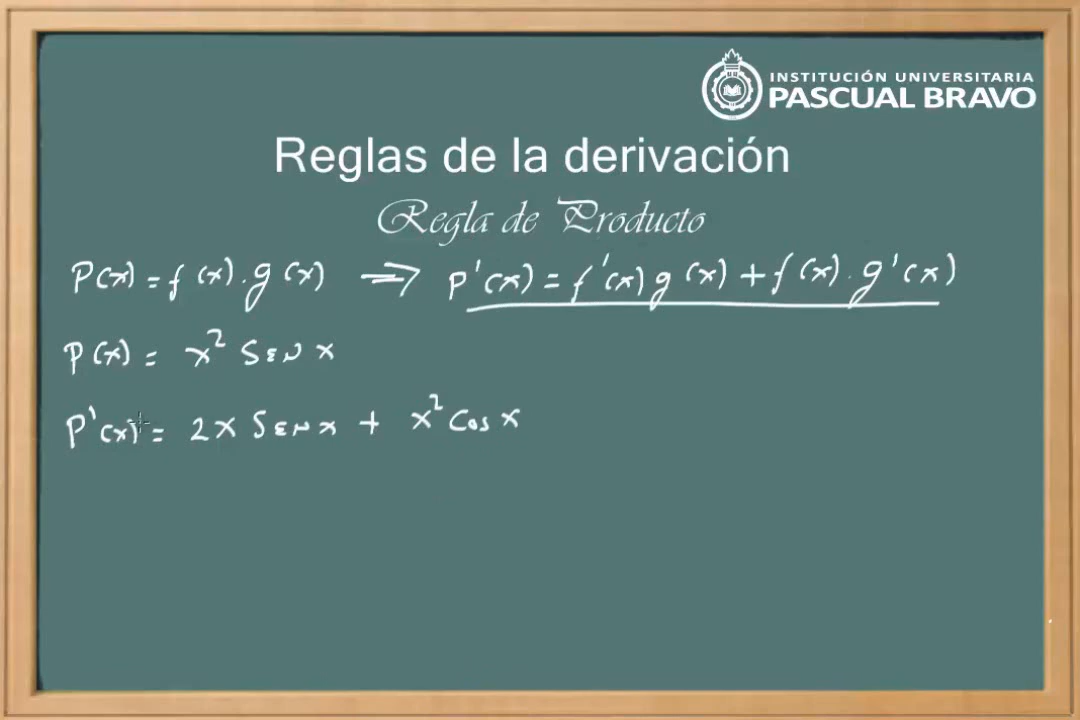 INSTITUCIÓN UNIVERSITARIA
PASCUAL BRAVO
Reglas de la derivación
Regla de Producto
P(x) = f(x) . g(x) ⇒ P'(x) = f'(x) g(x) + f(x) . g'(x)
P(x) = x² SEN x
P'(x) = 2x SEN x + x² Cos x